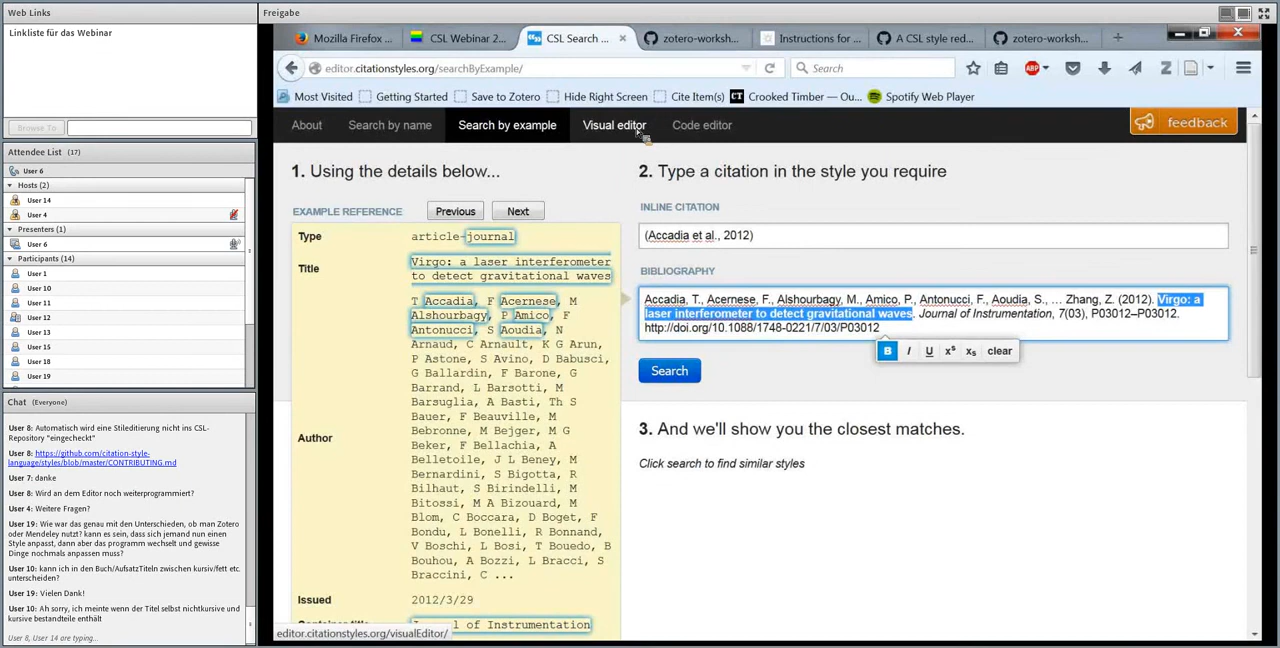 Web Links
Linkliste für das Webinar
Browse To
Attendee List (17)
User 6
Hosts (2)
User 14
User 4
Presenters (1)
User 6
Participants (14)
User 1
User 10
User 11
User 12
User 13
User 15
User 18
User 19
Chat (Everyone)
User 8: Automatisch wird eine Stileditierung nicht ins CSL-
Repository "eingecheckt"
User 8: https://github.com/citation-style-
language/styles/blob/master/CONTRIBUTING.md
User 7: danke
User 8: Wird an dem Editor noch weiterprogrammiert?
User 4: Weitere Fragen?
User 19: Wie war das genau mit den Unterschieden, ob man Zotero
oder Mendeley nutzt? kann es sein, dass sich jemand nun einen
Style anpasst, dann aber das programm wechselt und gewisse
Dinge nochmals anpassen muss?
User 10: kann ich in den Buch/AufsatzTiteln zwischen kursiv/fett etc.
unterscheiden?
User 19: Vielen Dank!
User 10: Ah sorry, ich meinte wenn der Titel selbst nichtkursive und
kursive bestandteile enthält
User 8, User 14 are typing...
Freigabe
Mozilla Firefox ...
CSL Webinar 2...
CSL Search ...
zotero-worksh...
Instructions for ...
A CSL style red...
zotero-worksh...
editor.citationstyles.org/searchByExample/
Search
ABP
Z
Most Visited
Getting Started
Save to Zotero
Hide Right Screen
Cite Item(s)
CT
Crooked Timber — Ou...
Spotify Web Player
About
Search by name
Search by example
Visual editor
Code editor
feedback
1. Using the details below...
EXAMPLE REFERENCE
Previous
Next
Type
article-journal
Title
Virgo: a laser interferometer
to detect gravitational waves
T Accadia, F Acernese, M
Alshourbagy, P Amico, F
Antonucci, S Aoudia, N
Arnaud, C Arnault, K G Arun,
P Astone, S Avino, D Babusci,
G Ballardin, F Barone, G
Barrand, L Barsotti, M
Barsuglia, A Basti, Th S
Bauer, F Beauville, M
Bebronne, M Bejger, M G
Beker, F Bellachia, A
Belletoile, J L Beney, M
Bernardini, S Bigotta, R
Bilhaut, S Birindelli, M
Bitossi, M A Bizouard, M
Blom, C Boccara, D Boget, F
Bondu, L Bonelli, R Bonnand,
V Boschi, L Bosi, T Bouedo, B
Bouhou, A Bozzi, L Bracci, S
Braccini, C ...
Author
Issued
2012/3/29
Container title
Journal of Instrumentation
editor.citationstyles.org/visualEditor/
2. Type a citation in the style you require
INLINE CITATION
(Accadia et al., 2012)
BIBLIOGRAPHY
Accadia, T., Acernese, F., Alshourbagy, M., Amico, P., Antonucci, F., Aoudia, S., … Zhang, Z. (2012). Virgo: a
laser interferometer to detect gravitational waves. Journal of Instrumentation, 7(03), P03012–P03012.
http://doi.org/10.1088/1748-0221/7/03/P03012
B I U xs xs clear
Search
3. And we'll show you the closest matches.
Click search to find similar styles